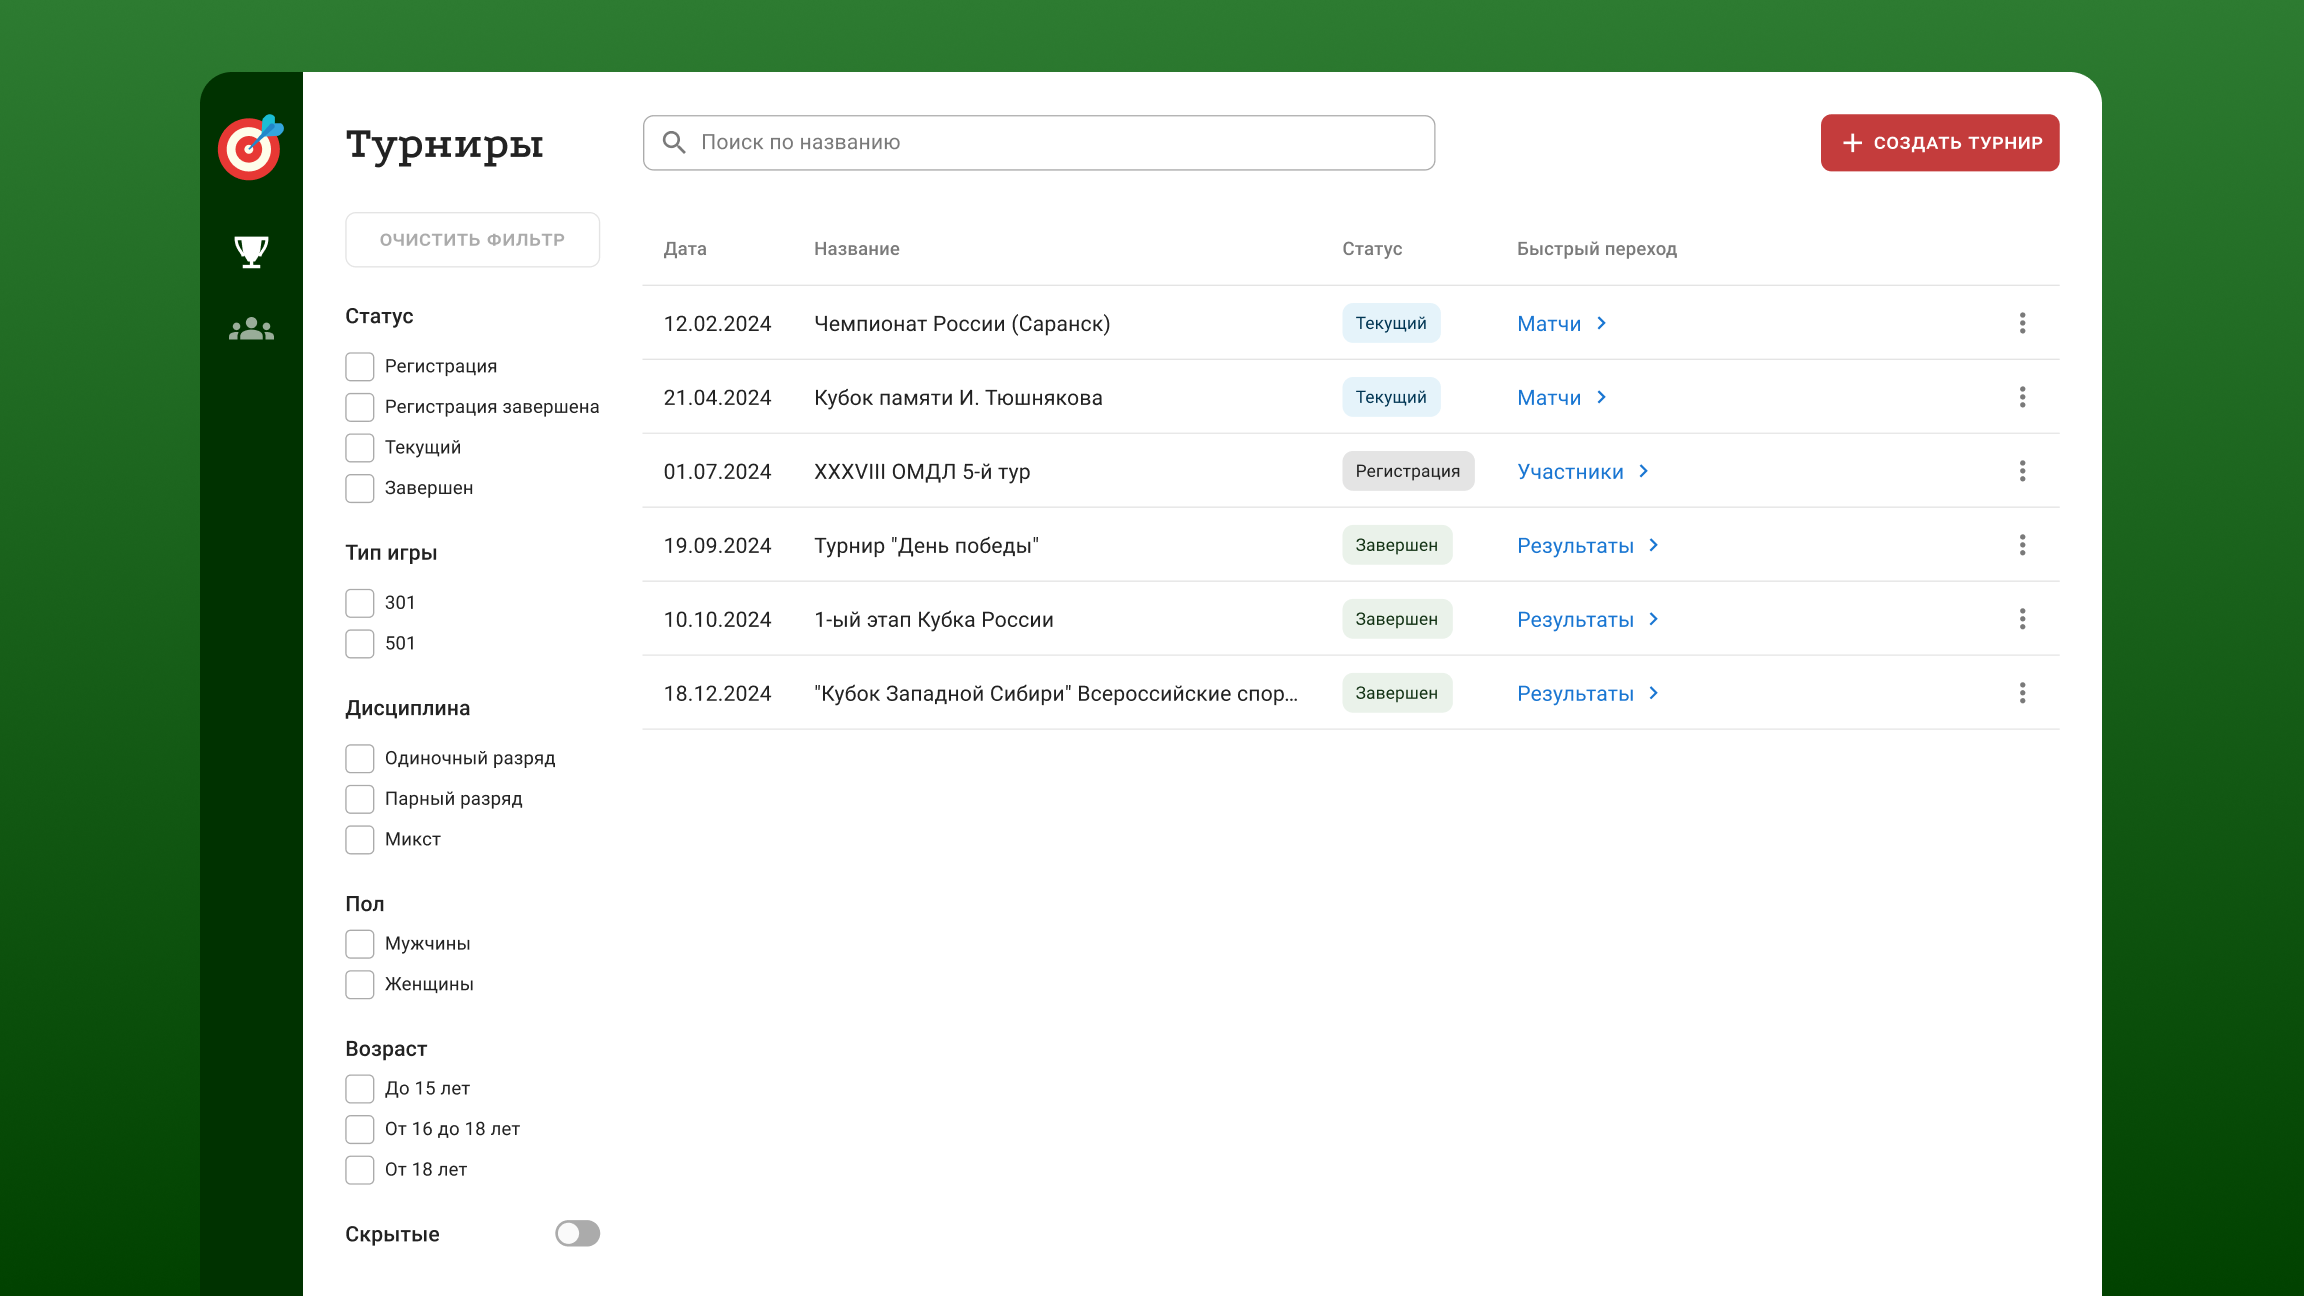 Турниры
Поиск по названию
СОЗДАТЬ ТУРНИР
ОЧИСТИТЬ ФИЛЬТР
Статус
Регистрация
Регистрация завершена
Текущий
Завершен
Тип игры
301
501
Дисциплина
Одиночный разряд
Парный разряд
Микст
Пол
Мужчины
Женщины
Возраст
До 15 лет
От 16 до 18 лет
От 18 лет
Скрытые
Дата Название Статус Быстрый переход
12.02.2024 Чемпионат России (Саранск) Текущий Матчи
21.04.2024 Кубок памяти И. Тюшнякова Текущий Матчи
01.07.2024 XXXVIII ОМДЛ 5-й тур Регистрация Участники
19.09.2024 Турнир "День победы" Завершен Результаты
10.10.2024 1-ый этап Кубка России Завершен Результаты
18.12.2024 "Кубок Западной Сибири" Всероссийские спор... Завершен Результаты